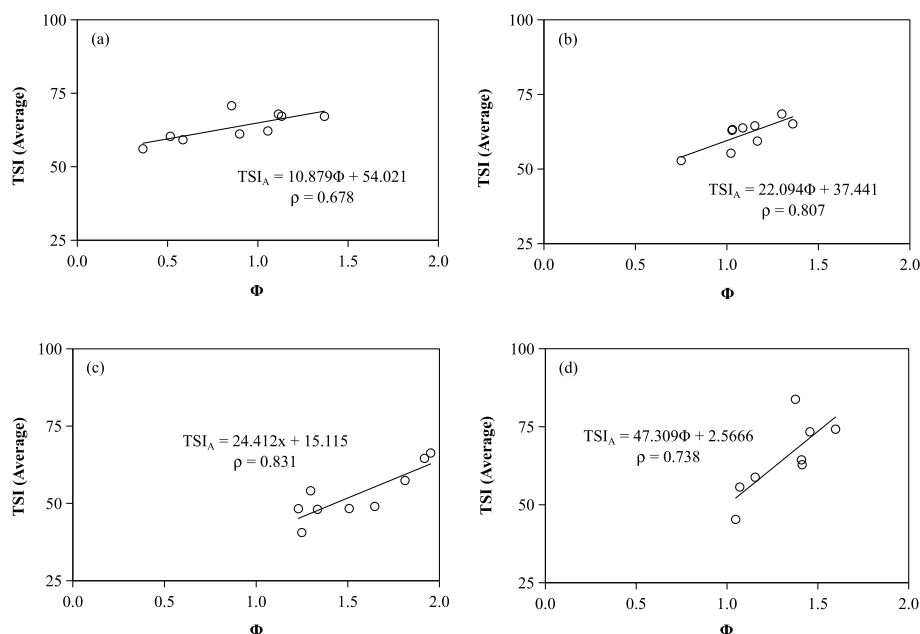 (a)
100
75
50
25
TSI (Average)
TSI_A = 10.879Φ + 54.021
ρ = 0.678
0.0 0.5 1.0 1.5 2.0
Φ
(b)
100
75
50
25
TSI (Average)
TSI_A = 22.094Φ + 37.441
ρ = 0.807
0.0 0.5 1.0 1.5 2.0
Φ
(c)
100
75
50
25
TSI (Average)
TSI_A = 24.412x + 15.115
ρ = 0.831
0.0 0.5 1.0 1.5 2.0
Φ
(d)
100
75
50
25
TSI (Average)
TSI_A = 47.309Φ + 2.5666
ρ = 0.738
0.0 0.5 1.0 1.5 2.0
Φ